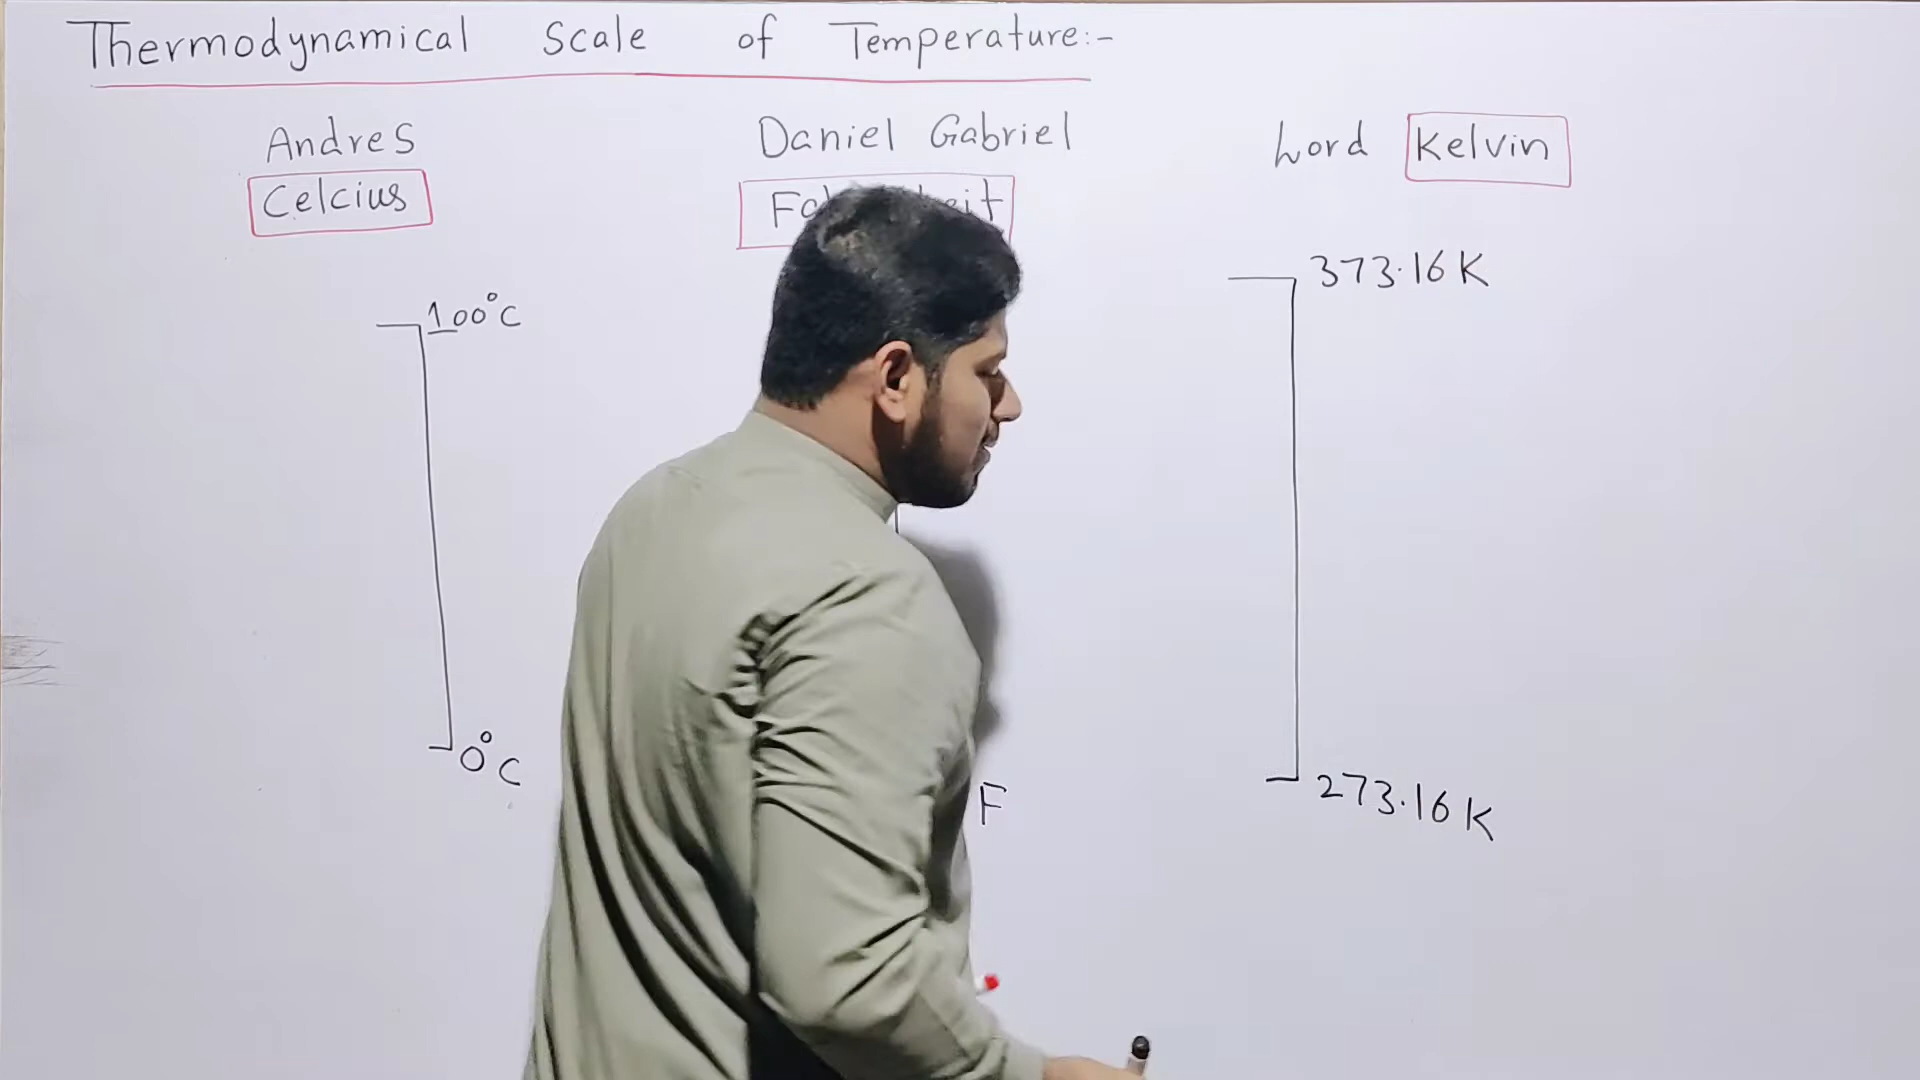 Thermodynamical Scale of Temperature:-
Andres
Celcius
Daniel Gabriel
Lord Kelvin
100°C
0°C
F
373.16 K
273.16 K